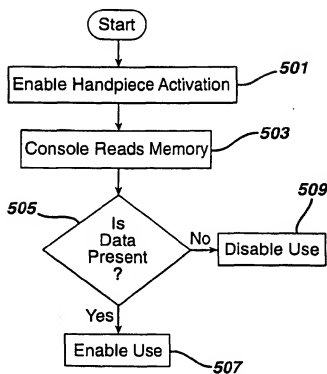 Start
Enable Handpiece Activation
501
Console Reads Memory
503
505
Is
Data
Present
?
No
509
Disable Use
Yes
Enable Use
507